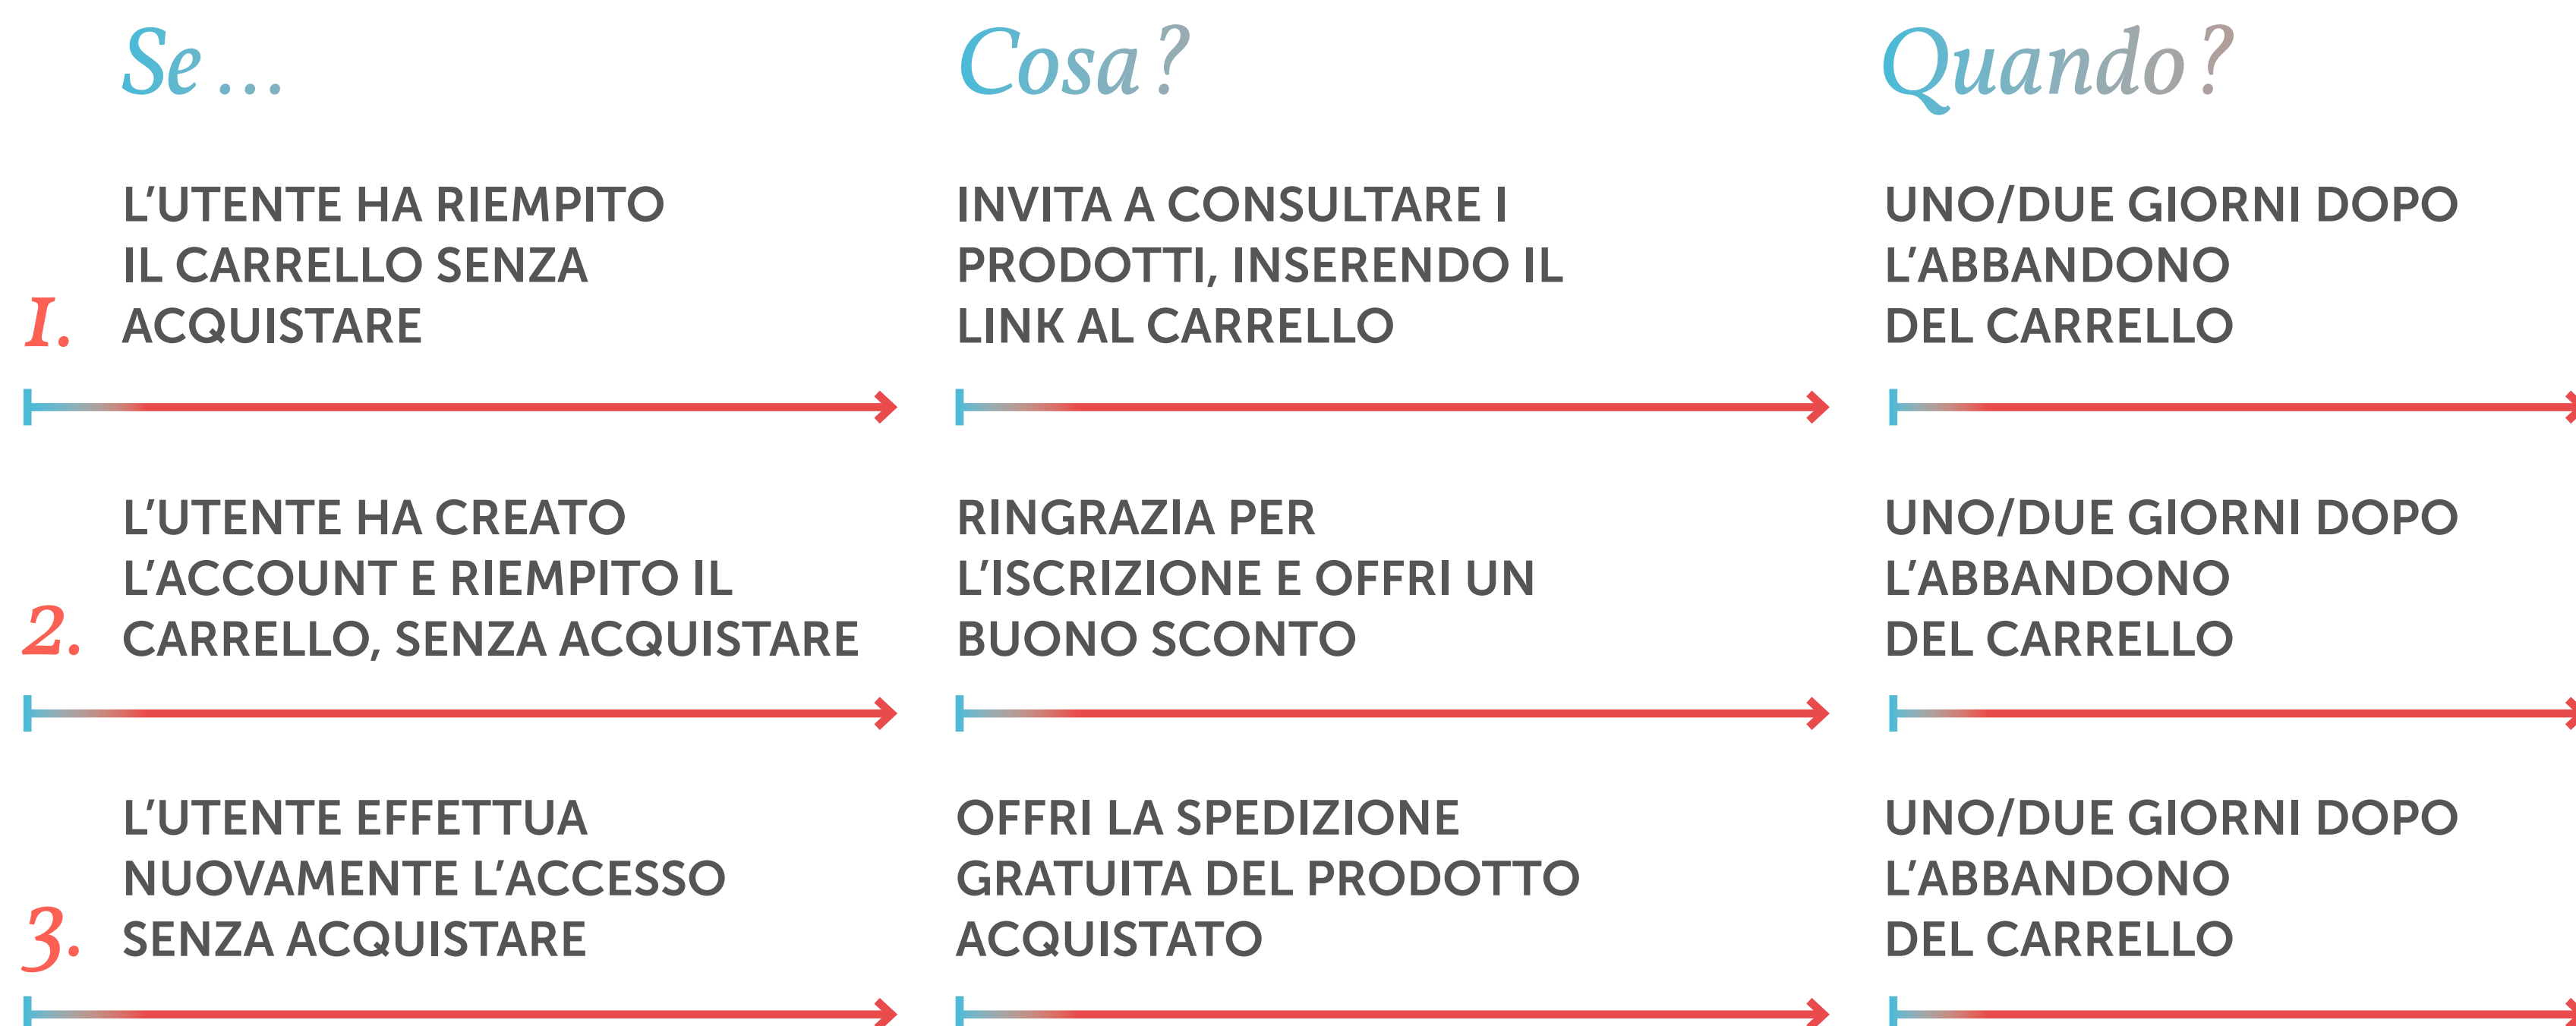 Se...
Cosa?
Quando?
1.
L'UTENTE HA RIEMPITO
IL CARRELLO SENZA
ACQUISTARE
INVITA A CONSULTARE I
PRODOTTI, INSERENDO IL
LINK AL CARRELLO
UNO/DUE GIORNI DOPO
L'ABBANDONO
DEL CARRELLO
2.
L'UTENTE HA CREATO
L'ACCOUNT E RIEMPITO IL
CARRELLO, SENZA ACQUISTARE
RINGRAZIA PER
L'ISCRIZIONE E OFFRI UN
BUONO SCONTO
UNO/DUE GIORNI DOPO
L'ABBANDONO
DEL CARRELLO
3.
L'UTENTE EFFETTUA
NUOVAMENTE L'ACCESSO
SENZA ACQUISTARE
OFFRI LA SPEDIZIONE
GRATUITA DEL PRODOTTO
ACQUISTATO
UNO/DUE GIORNI DOPO
L'ABBANDONO
DEL CARRELLO